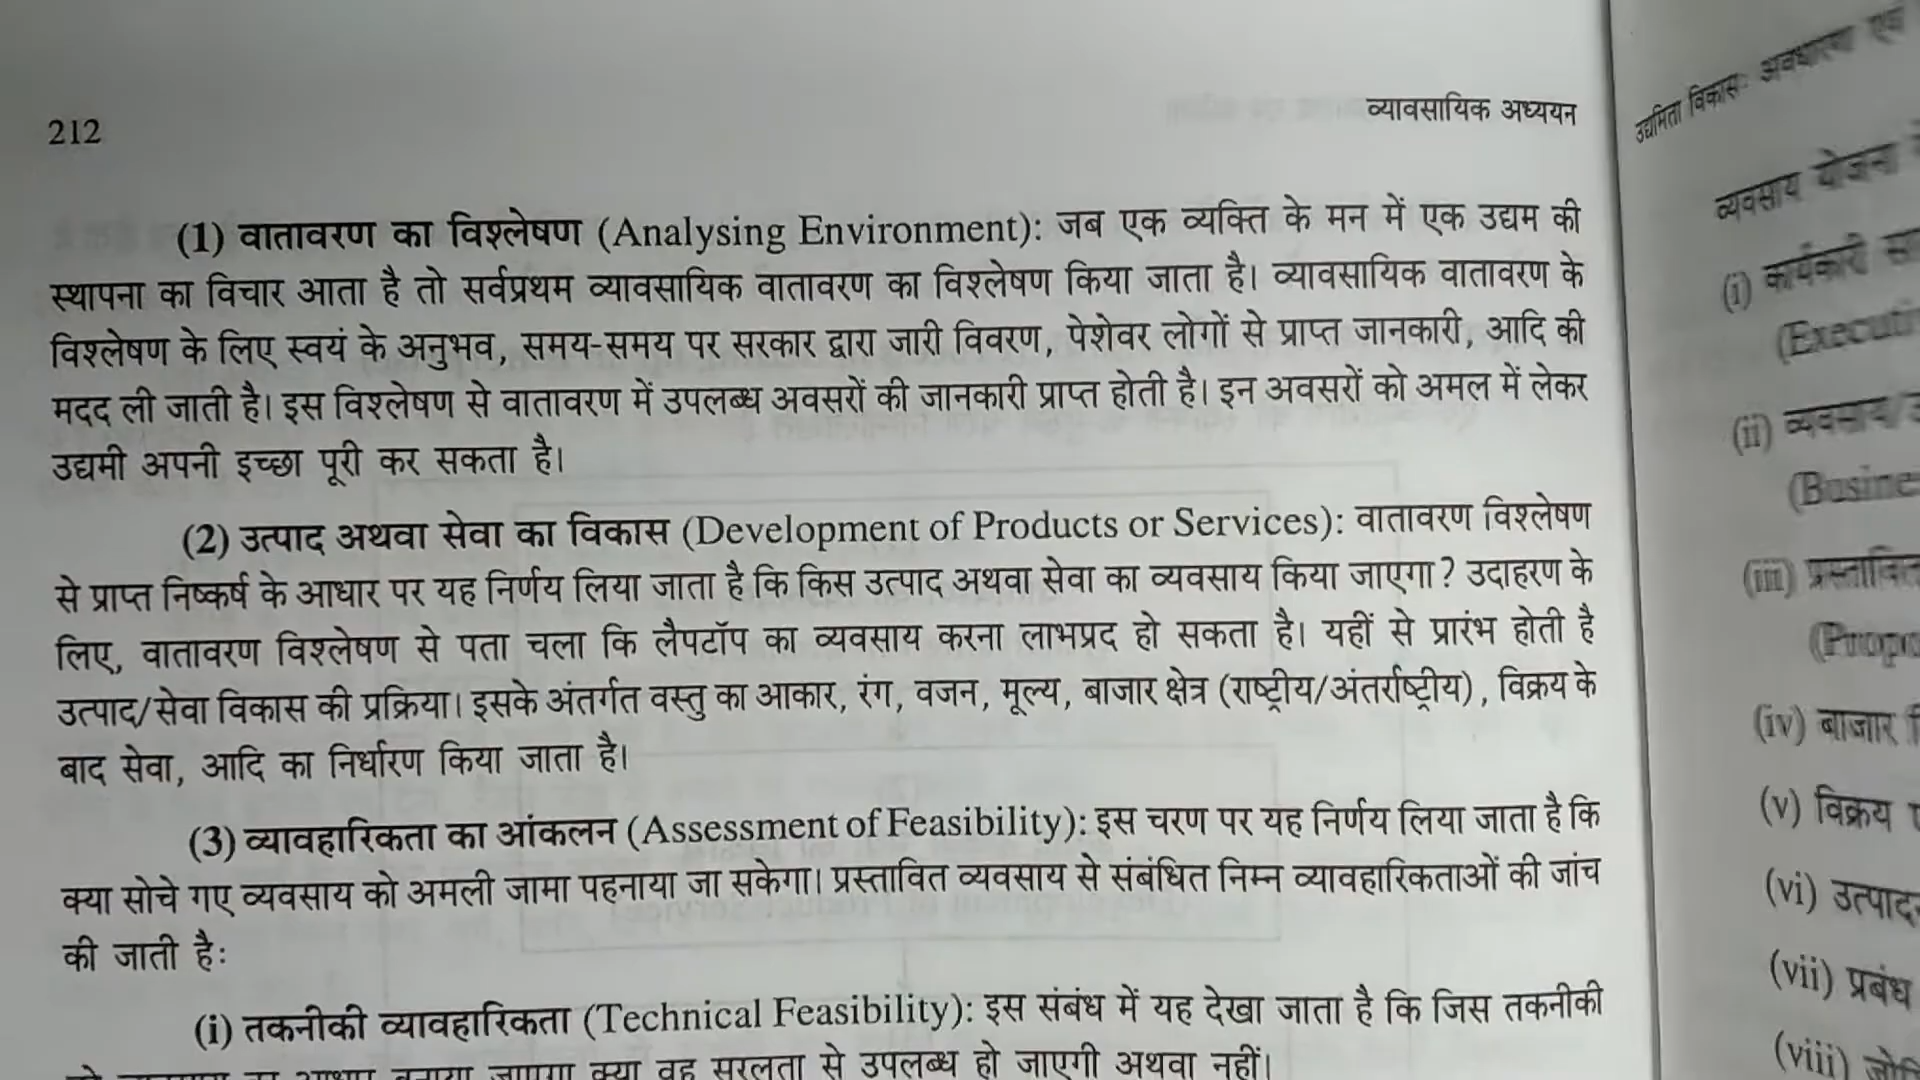 212
व्यावसायिक अध्ययन
(1) वातावरण का विश्लेषण (Analysing Environment): जब एक व्यक्ति के मन में एक उद्यम की
स्थापना का विचार आता है तो सर्वप्रथम व्यावसायिक वातावरण का विश्लेषण किया जाता है। व्यावसायिक वातावरण के
विश्लेषण के लिए स्वयं के अनुभव, समय-समय पर सरकार द्वारा जारी विवरण, पेशेवर लोगों से प्राप्त जानकारी, आदि की
मदद ली जाती है। इस विश्लेषण से वातावरण में उपलब्ध अवसरों की जानकारी प्राप्त होती है। इन अवसरों को अमल में लेकर
उद्यमी अपनी इच्छा पूरी कर सकता है।
(2) उत्पाद अथवा सेवा का विकास (Development of Products or Services): वातावरण विश्लेषण
से प्राप्त निष्कर्ष के आधार पर यह निर्णय लिया जाता है कि किस उत्पाद अथवा सेवा का व्यवसाय किया जाएगा? उदाहरण के
लिए, वातावरण विश्लेषण से पता चला कि लैपटॉप का व्यवसाय करना लाभप्रद हो सकता है। यहीं से प्रारंभ होती है
उत्पाद/सेवा विकास की प्रक्रिया। इसके अंतर्गत वस्तु का आकार, रंग, वजन, मूल्य, बाजार क्षेत्र (राष्ट्रीय/अंतर्राष्ट्रीय), विक्रय के
बाद सेवा, आदि का निर्धारण किया जाता है।
(3) व्यावहारिकता का आंकलन (Assessment of Feasibility): इस चरण पर यह निर्णय लिया जाता है कि
क्या सोचे गए व्यवसाय को अमली जामा पहनाया जा सकेगा। प्रस्तावित व्यवसाय से संबंधित निम्न व्यावहारिकताओं की जांच
की जाती है:
(i) तकनीकी व्यावहारिकता (Technical Feasibility): इस संबंध में यह देखा जाता है कि जिस तकनीकी
क्या वह सरलता से उपलब्ध हो जाएगी अथवा नहीं।
उद्यमिता विकास: अवधारणा एवं
व्यवसाय योजना
(i) कार्यकारी
(ii) व्यवसाय/
(iii)
(iv) बाजार
(v) विक्रय
(vi)
(vii) प्रबंध
(viii)